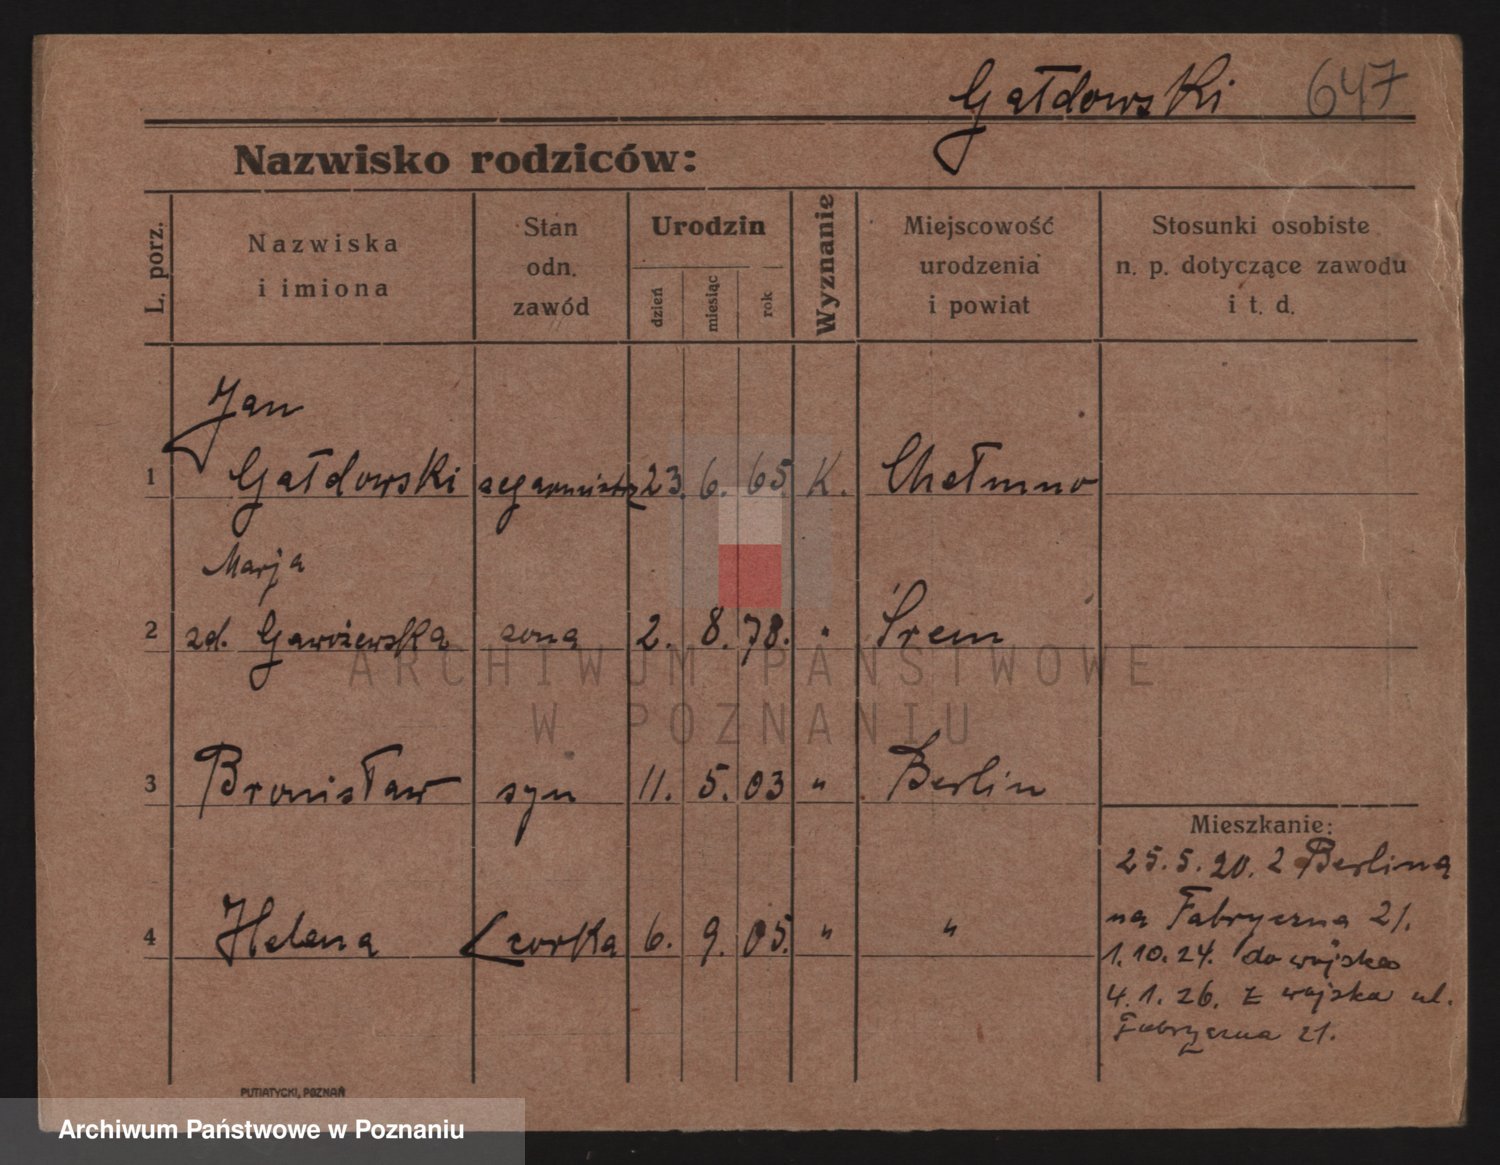 Gałdowski 647
Nazwisko rodziców:
L. porz.
Nazwiska
i imiona
Stan
odn.
zawód
Urodzin
dzień
miesiąc
rok
Wyznanie
Miejscowość
urodzenia
i powiat
Stosunki osobiste
n. p. dotyczące zawodu
i t. d.
Jan
1 Gałdowski zegarmistrz 23. 6. 65. K. Chełmno
Marja
2 zd. Gawożewska żona 2. 8. 78. " Śrem
3 Bronisław syn 11. 5. 03 " Berlin
4 Helena córka 6. 9. 05. " "
Mieszkanie:
25.5.20. z Berlina
na Fabryczna 21.
1.10.24. do wojska
4.1.26. z wojska ul.
Fabryczna 21.
PUTIATYCKI, POZNAŃ
ARCHIWUM PAŃSTWOWE
W POZNANIU
Archiwum Państwowe w Poznaniu